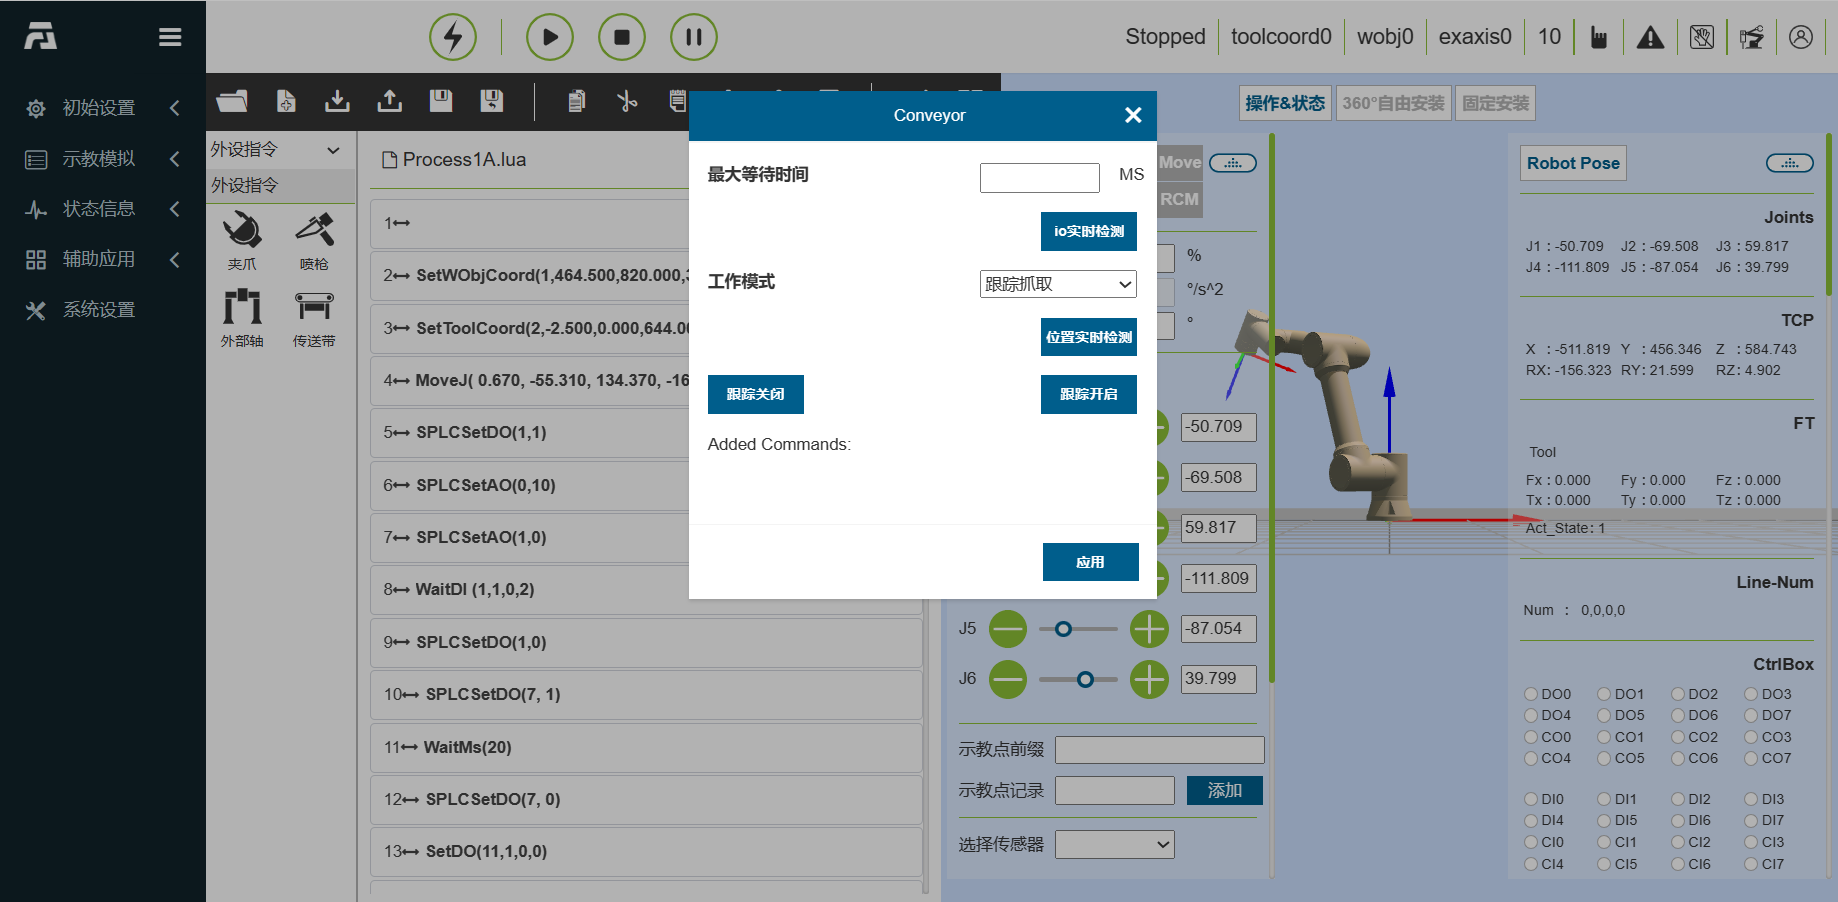 Stopped
toolcoord0
wobj0
exaxis0
10
初始设置
示教模拟
状态信息
辅助应用
系统设置
外设指令
外设指令
夹爪
喷枪
外部轴
传送带
Process1A.lua
1
2 SetWObjCoord(1,464.500,820.000,
3 SetToolCoord(2,-2.500,0.000,644.00
4 MoveJ( 0.670, -55.310, 134.370, -16
5 SPLCSetDO(1,1)
6 SPLCSetAO(0,10)
7 SPLCSetAO(1,0)
8 WaitDI (1,1,0,2)
9 SPLCSetDO(1,0)
10 SPLCSetDO(7, 1)
11 WaitMs(20)
12 SPLCSetDO(7, 0)
13 SetDO(11,1,0,0)
Conveyor
最大等待时间
MS
io实时检测
工作模式
跟踪抓取
位置实时检测
跟踪关闭
跟踪开启
Added Commands:
应用
操作&状态
360°自由安装
固定安装
Move
RCM
%
°/s^2
°
-50.709
-69.508
59.817
-111.809
J5
-87.054
J6
39.799
示教点前缀
示教点记录
添加
选择传感器
Robot Pose
Joints
J1 : -50.709 J2 : -69.508 J3 : 59.817
J4 : -111.809 J5 : -87.054 J6 : 39.799
TCP
X : -511.819 Y : 456.346 Z : 584.743
RX: -156.323 RY: 21.599 RZ: 4.902
FT
Tool
Fx : 0.000 Fy : 0.000 Fz : 0.000
Tx : 0.000 Ty : 0.000 Tz : 0.000
Act_State: 1
Line-Num
Num : 0,0,0,0
CtrlBox
DO0 DO1 DO2 DO3
DO4 DO5 DO6 DO7
CO0 CO1 CO2 CO3
CO4 CO5 CO6 CO7
DI0 DI1 DI2 DI3
DI4 DI5 DI6 DI7
CI0 CI1 CI2 CI3
CI4 CI5 CI6 CI7